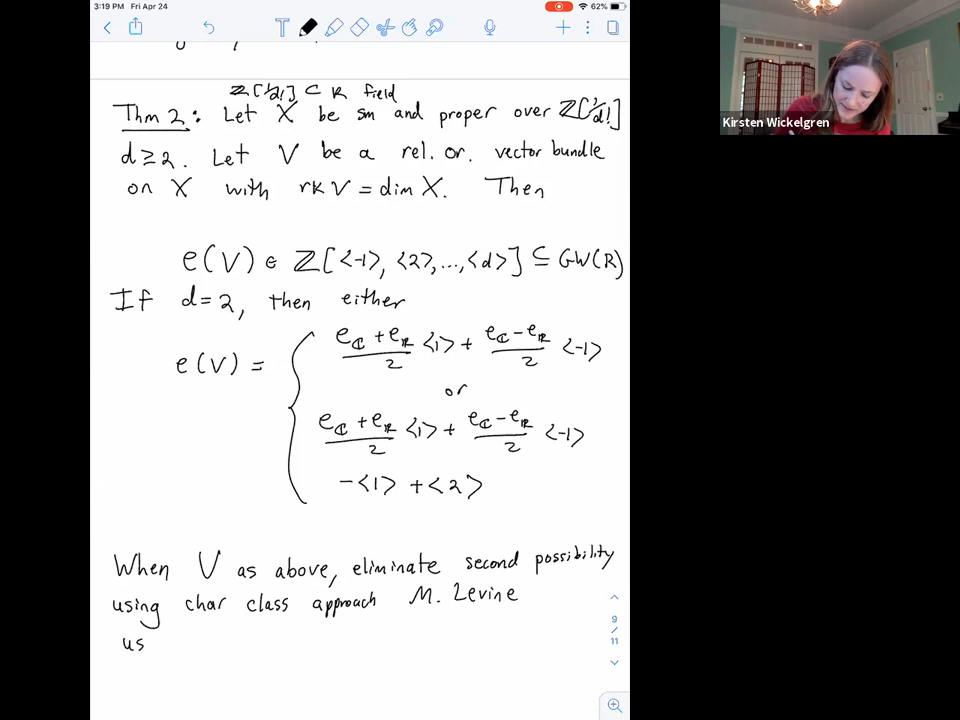 3:19 PM Fri Apr 24
62%
ℤ[1/d!] ⊂ R field
Thm 2: Let X be sm and proper over ℤ[1/d!]
d ≥ 2. Let V be a rel. or. vector bundle
on X with rk V = dim X. Then
e(V) ∈ ℤ[<-1>, <2>, ..., <d>] ⊆ GW(R)
If d = 2, then either
e(V) = { (e_ℂ + e_ℝ)/2 <1> + (e_ℂ - e_ℝ)/2 <-1>
or
(e_ℂ + e_ℝ)/2 <1> + (e_ℂ - e_ℝ)/2 <-1>
-<1> + <2>
When V as above, eliminate second possibility
using char class approach M. Levine
us
9
/
11
Kirsten Wickelgren